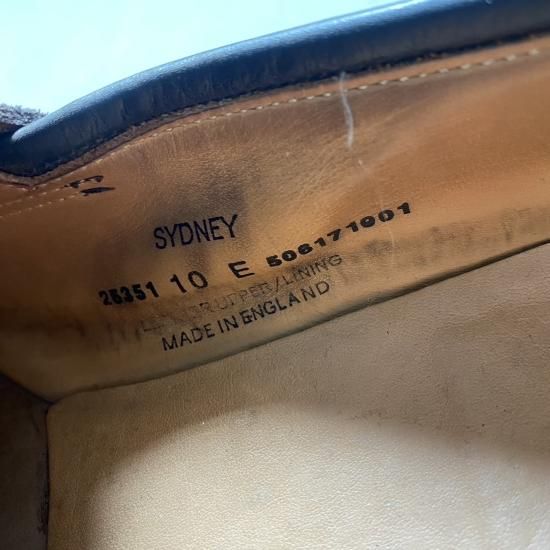 SYDNEY
26351 10 E 506171001
UPPER/LINING
MADE IN ENGLAND